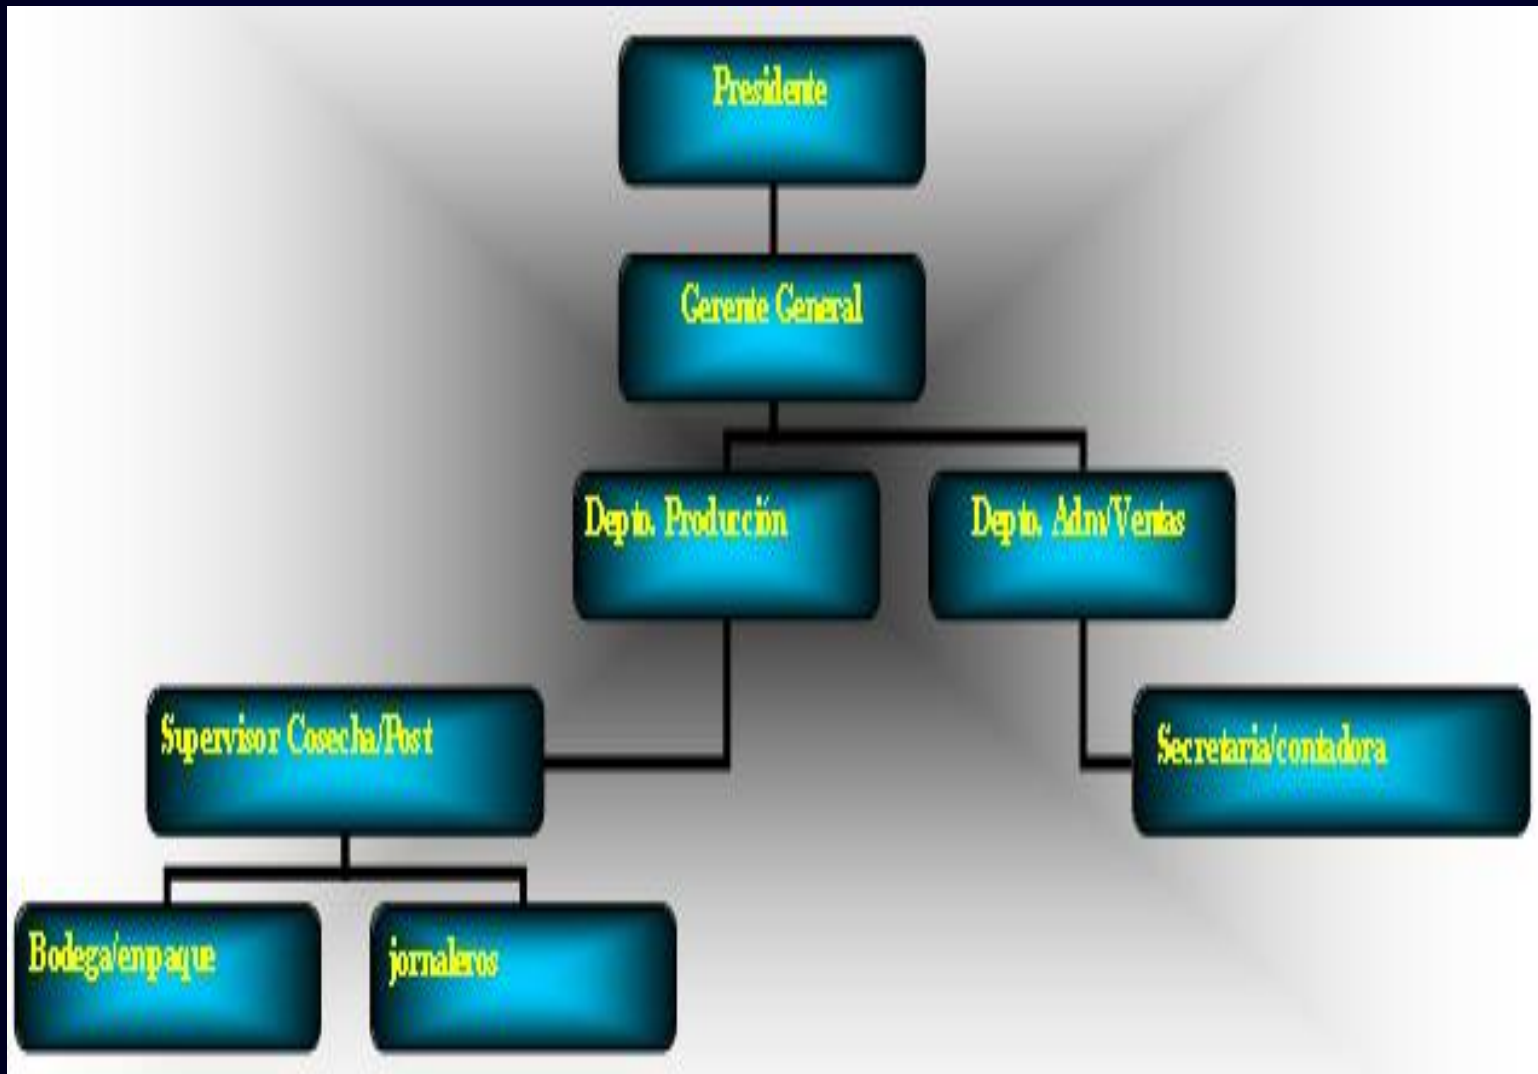 Presidente
Gerente General
Depto. Producción
Depto. Adm/Ventas
Supervisor Cosecha/Post
Secretaria/contadora
Bodega/enpaque
jornaleros